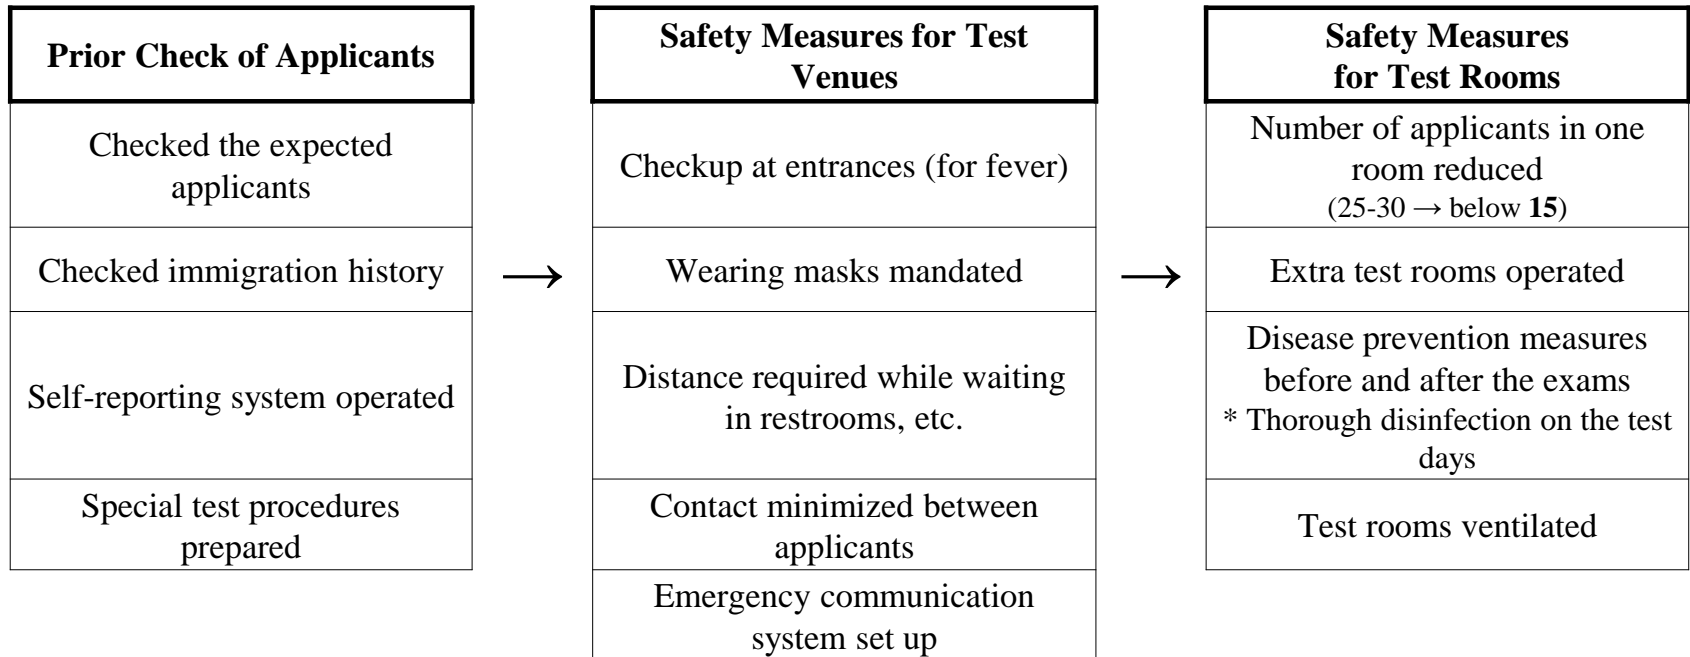 Prior Check of Applicants
Checked the expected
applicants
Checked immigration history
Self-reporting system operated
Special test procedures
prepared
→
Safety Measures for Test
Venues
Checkup at entrances (for fever)
Wearing masks mandated
Distance required while waiting
in restrooms, etc.
Contact minimized between
applicants
Emergency communication
system set up
→
Safety Measures
for Test Rooms
Number of applicants in one
room reduced
(25-30 → below 15)
Extra test rooms operated
Disease prevention measures
before and after the exams
* Thorough disinfection on the test
days
Test rooms ventilated